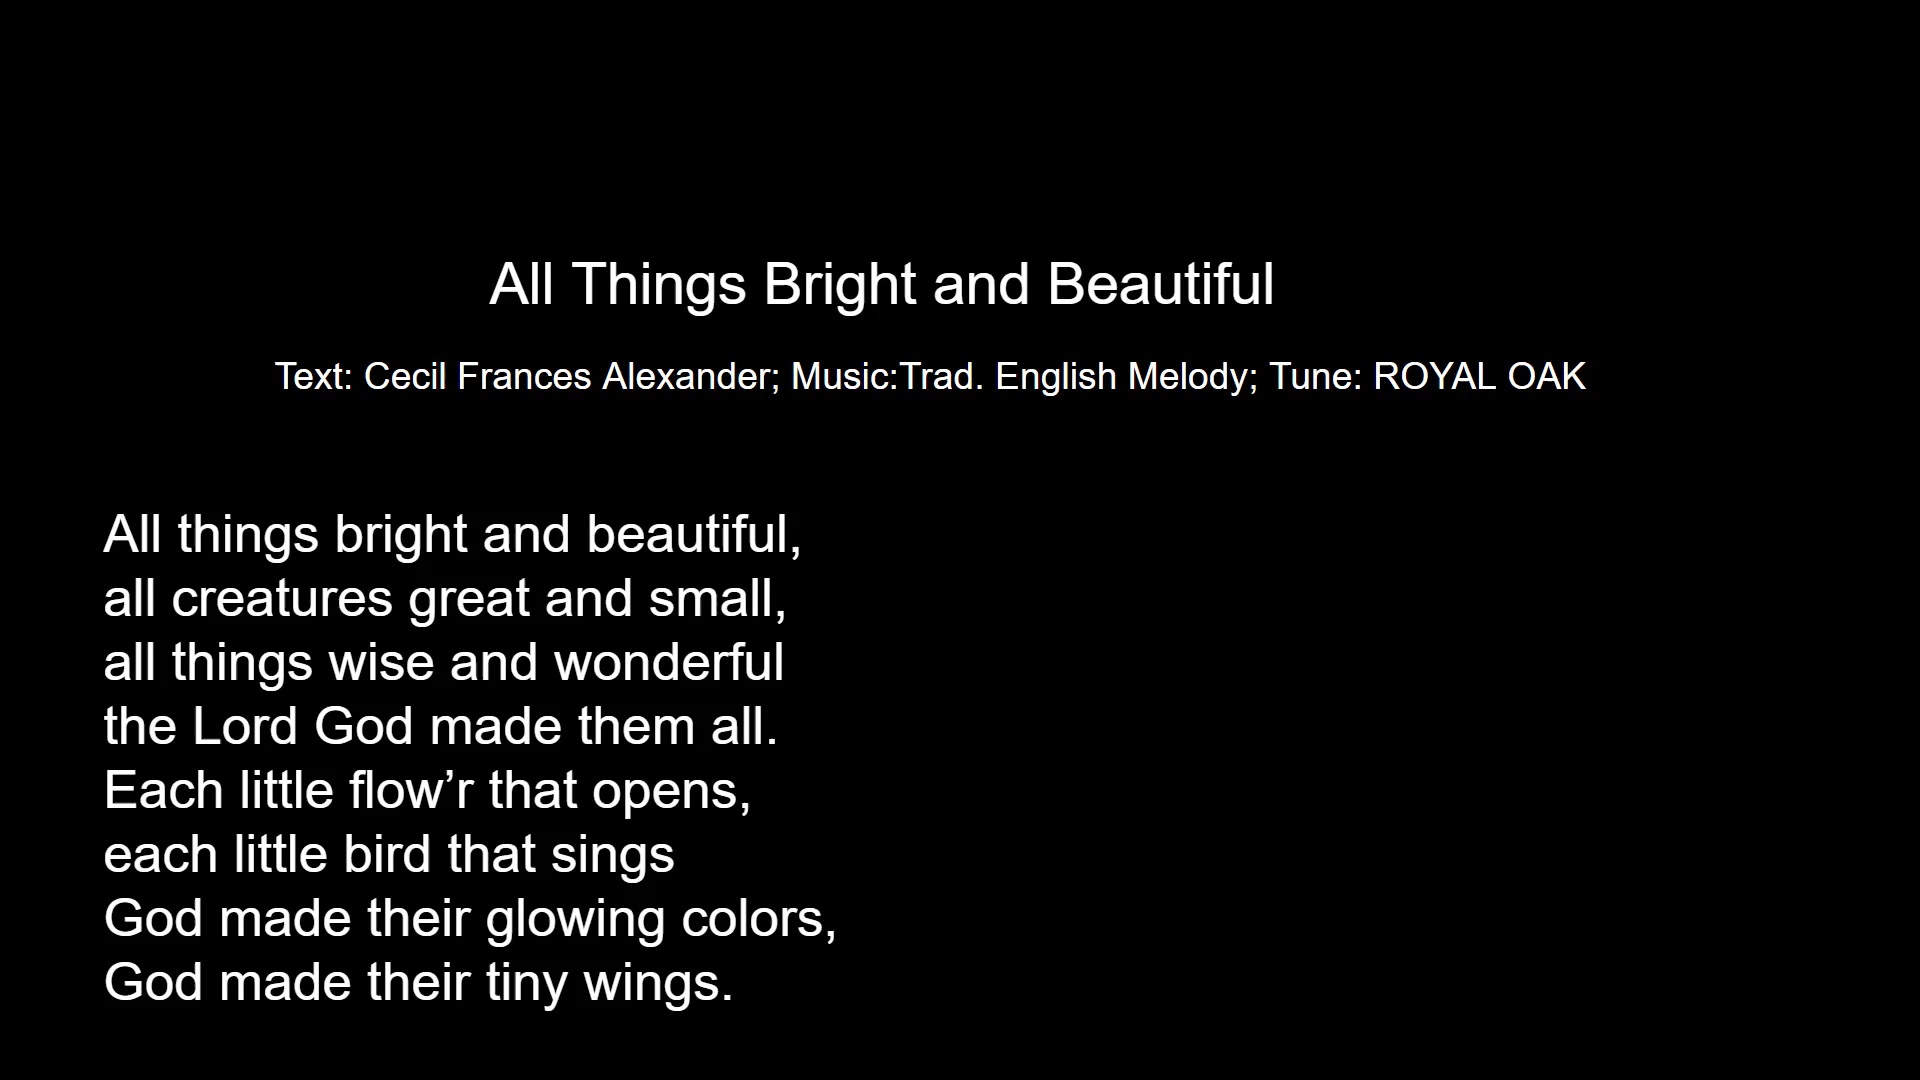 All Things Bright and Beautiful
Text: Cecil Frances Alexander; Music:Trad. English Melody; Tune: ROYAL OAK
All things bright and beautiful,
all creatures great and small,
all things wise and wonderful
the Lord God made them all.
Each little flow’r that opens,
each little bird that sings
God made their glowing colors,
God made their tiny wings.